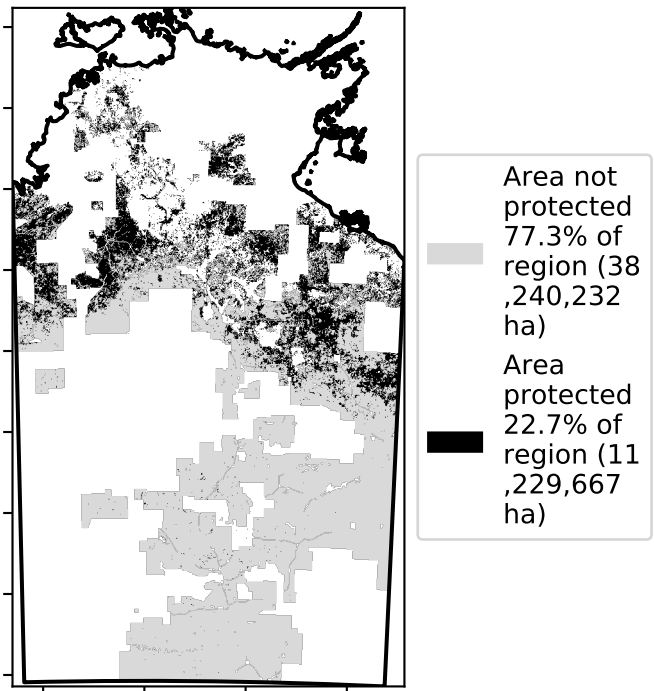 Area not
protected
77.3% of
region (38
,240,232
ha)
Area
protected
22.7% of
region (11
,229,667
ha)